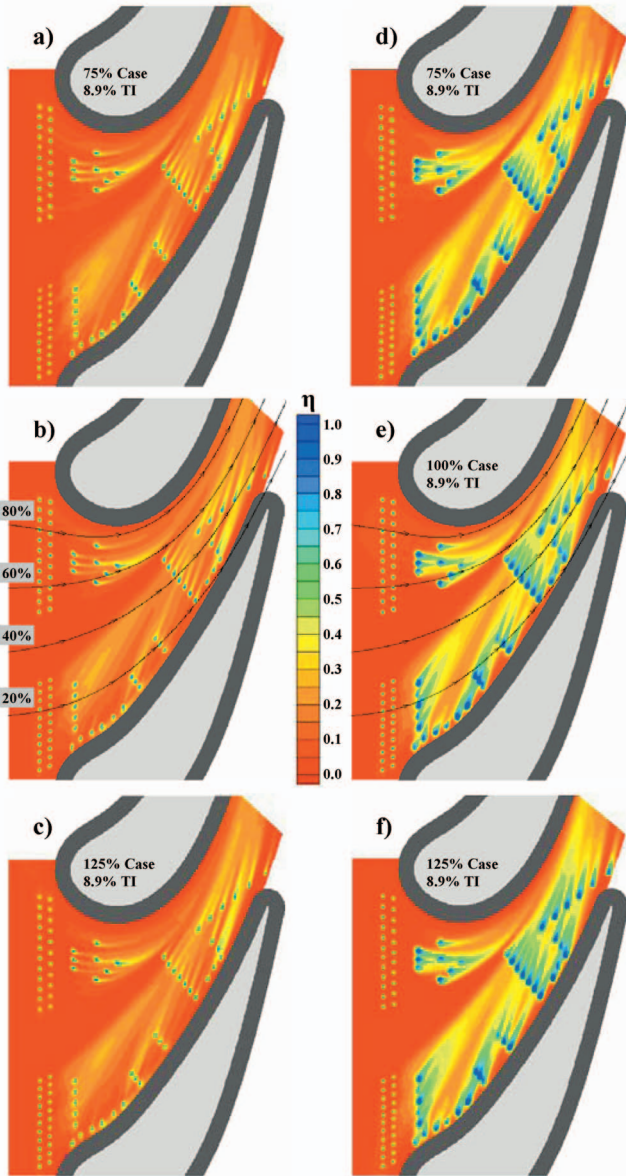 a)
75% Case
8.9% TI
d)
75% Case
8.9% TI
b)
80%
60%
40%
20%
η
1.0
0.9
0.8
0.7
0.6
0.5
0.4
0.3
0.2
0.1
0.0
e)
100% Case
8.9% TI
c)
125% Case
8.9% TI
f)
125% Case
8.9% TI